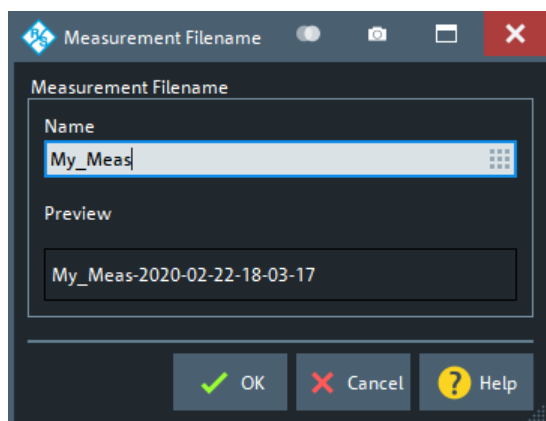 R&S Measurement Filename
Measurement Filename
Name
My_Meas
Preview
My_Meas-2020-02-22-18-03-17
OK Cancel ? Help